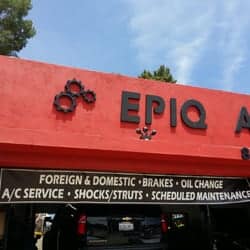 EPIQ A
FOREIGN & DOMESTIC • BRAKES • OIL CHANGE
A/C SERVICE • SHOCKS/STRUTS • SCHEDULED MAINTENANCE